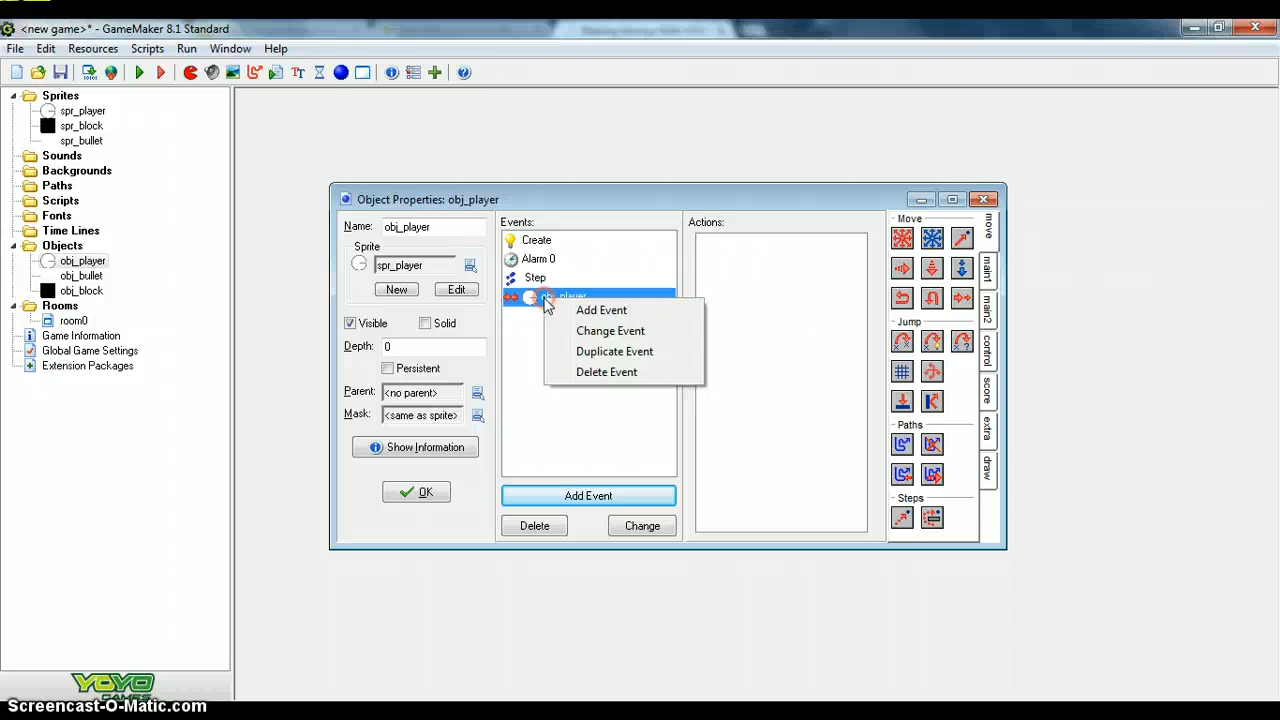 <new game>* - GameMaker 8.1 Standard
File Edit Resources Scripts Run Window Help
Sprites
spr_player
spr_block
spr_bullet
Sounds
Backgrounds
Paths
Scripts
Fonts
Time Lines
Objects
obj_player
obj_bullet
obj_block
Rooms
room0
Game Information
Global Game Settings
Extension Packages
Object Properties: obj_player
Name: obj_player
Sprite
spr_player
New Edit
Visible Solid
Depth: 0
Persistent
Parent: <no parent>
Mask: <same as sprite>
Show Information
OK
Events:
Create
Alarm 0
Step
Add Event
Change Event
Duplicate Event
Delete Event
Add Event
Delete Change
Actions:
Move
Jump
Paths
Steps
move
main1
main2
control
score
extra
draw
YOYO
GAMES
Screencast-O-Matic.com